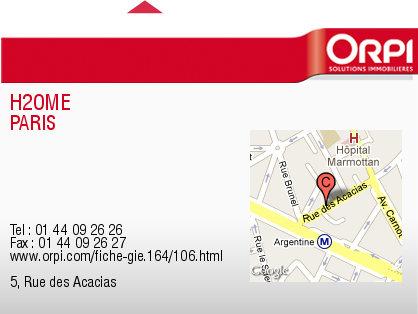 ORPI
SOLUTIONS IMMOBILIÈRES
H2OME
PARIS
H
Hôpital
Marmottan
Rue Brunel
C
Rue des Acacias
Av. Carnot
Argentine M
Google
Tel : 01 44 09 26 26
Fax : 01 44 09 26 27
www.orpi.com/fiche-gie.164/106.html
5, Rue des Acacias